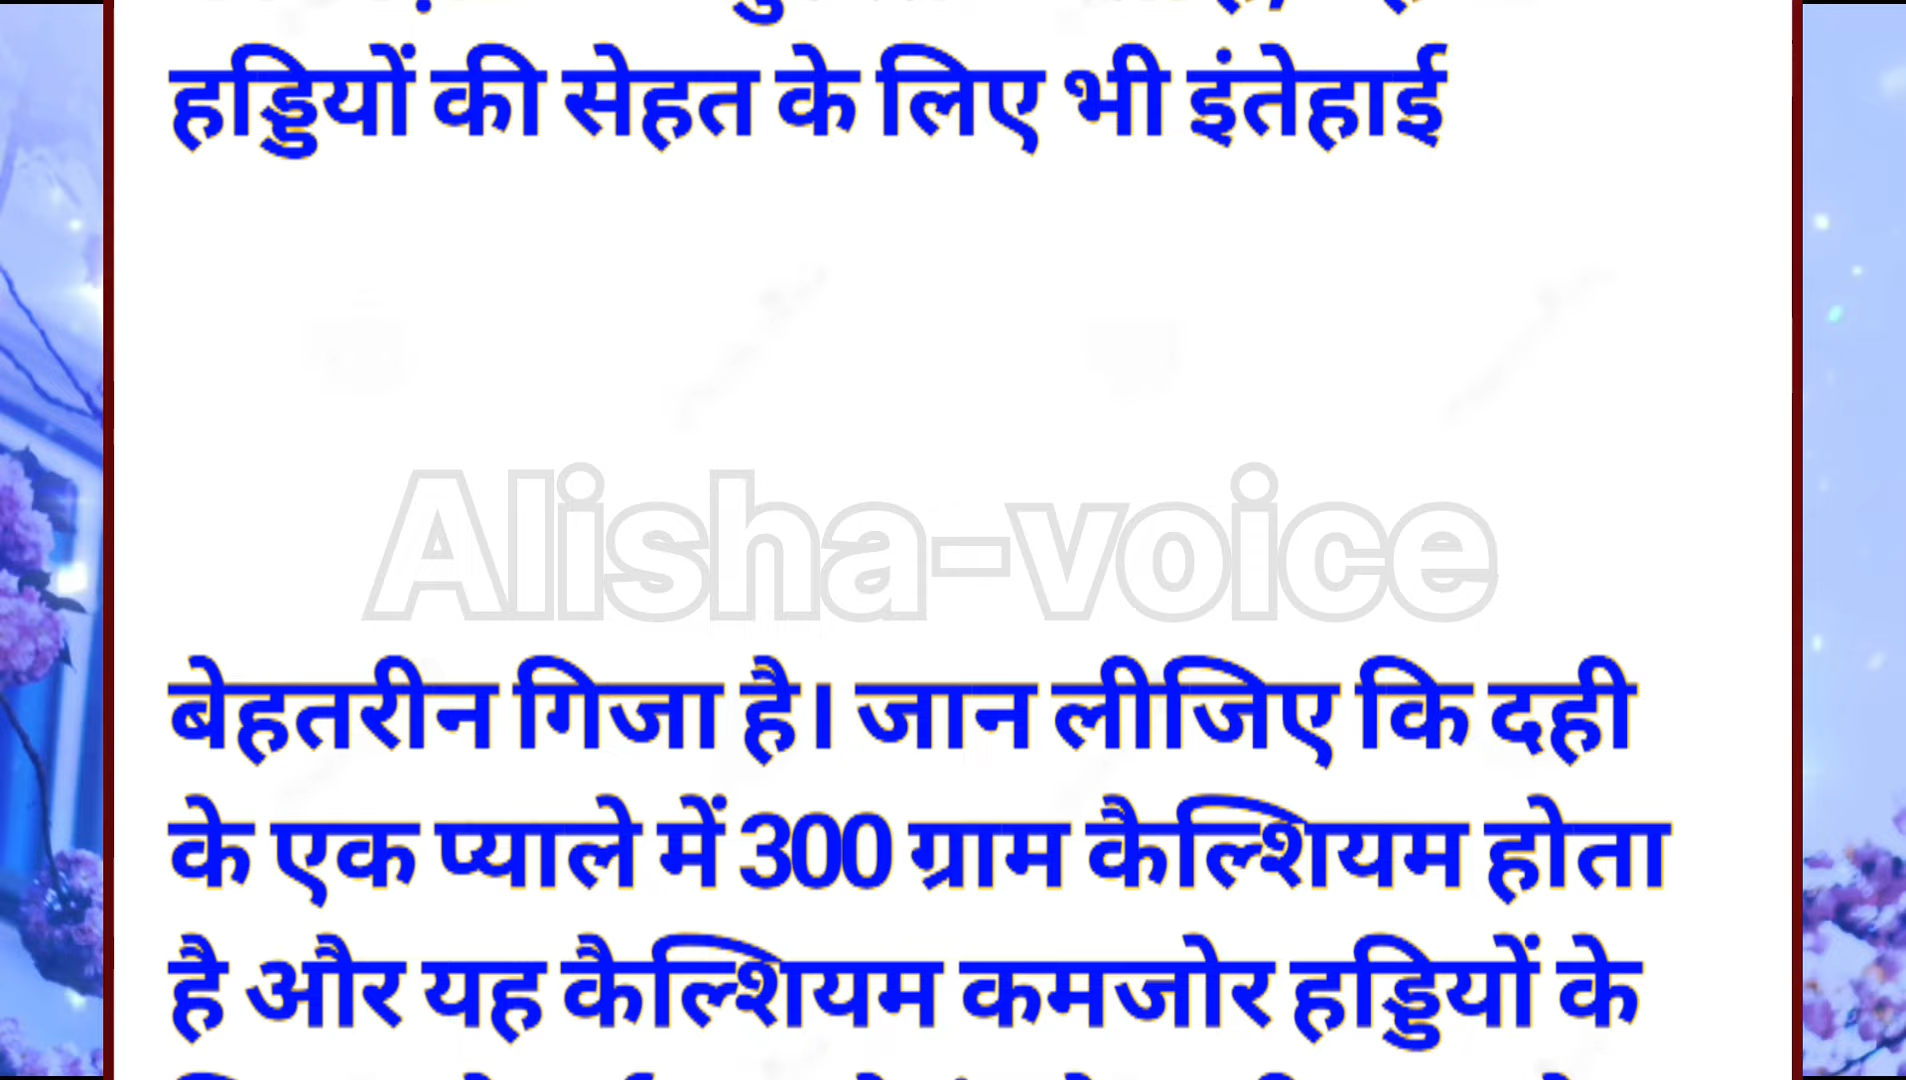 हड्डियों की सेहत के लिए भी इंतेहाई
Alisha-voice
बेहतरीन गिजा है। जान लीजिए कि दही
के एक प्याले में 300 ग्राम कैल्शियम होता
है और यह कैल्शियम कमजोर हड्डियों के